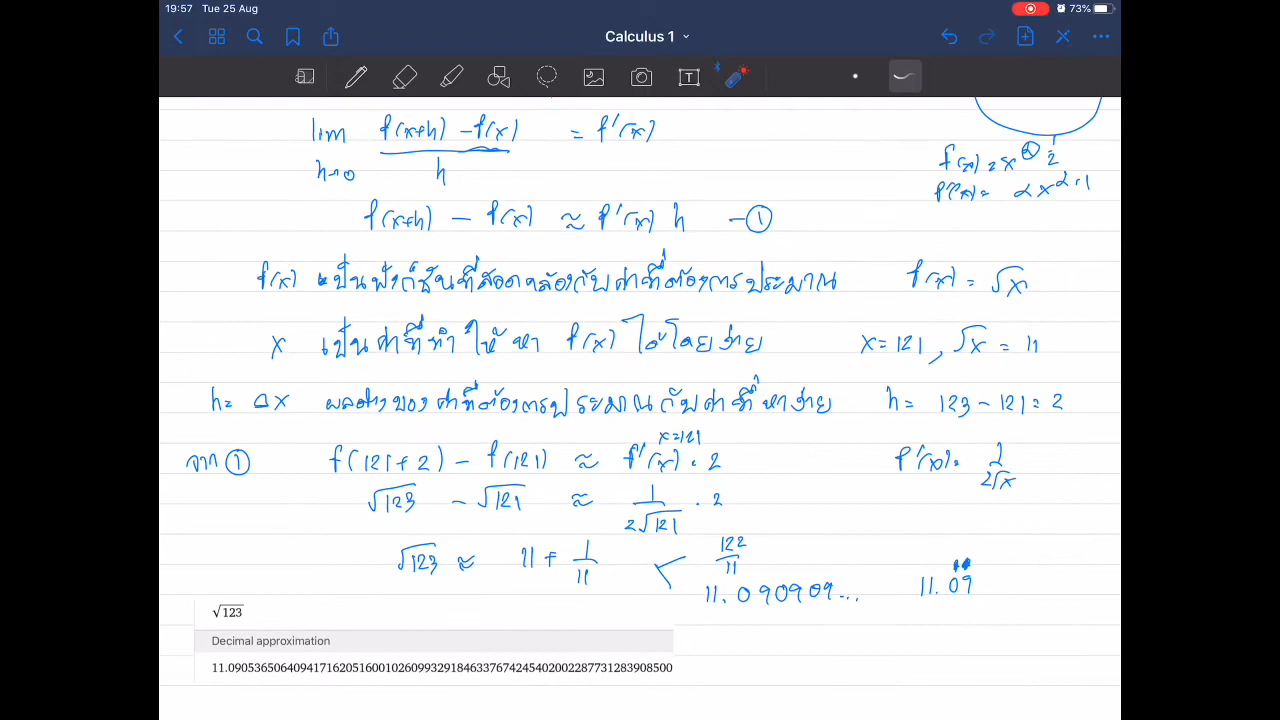 19:57 Tue 25 Aug
73%
Calculus 1
T
lim f(x+h) - f(x) = f'(x)
h→0 h
f(x) = x
f'(x) = αx^α-1
f(x+h) - f(x) ≈ f'(x) h -①
f(x) เป็นฟังก์ชันที่สอดคล้องกับค่าที่ต้องการประมาณ f(x) = √x
x เป็นค่าที่ทำให้หา f(x) ได้โดยง่าย x = 121, √x = 11
h = Δx ผลต่างของค่าที่ต้องการประมาณกับค่าที่หาง่าย h = 123 - 121 = 2
x=121
จาก ① f(121+2) - f(121) ≈ f'(x) · 2 f'(x) = 1/2√x
√123 - √121 ≈ 1/2√121 · 2
√123 ≈ 11 + 1/11 < 122/11
11.090909... 11.09
√123
Decimal approximation
11.0905365064094171620516001026099329184633767424540200228773128390850​0